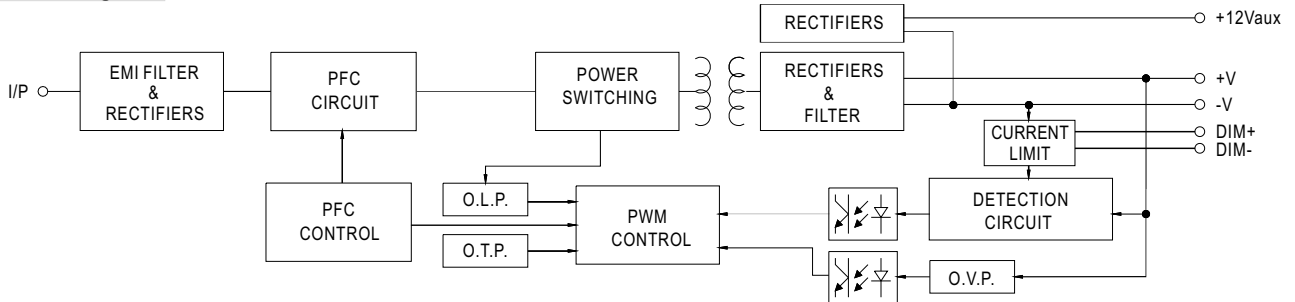 RECTIFIERS
+12Vaux
I/P
EMI FILTER
&
RECTIFIERS
PFC
CIRCUIT
POWER
SWITCHING
RECTIFIERS
&
FILTER
+V
-V
CURRENT
LIMIT
DIM+
DIM-
PFC
CONTROL
O.L.P.
O.T.P.
PWM
CONTROL
DETECTION
CIRCUIT
O.V.P.